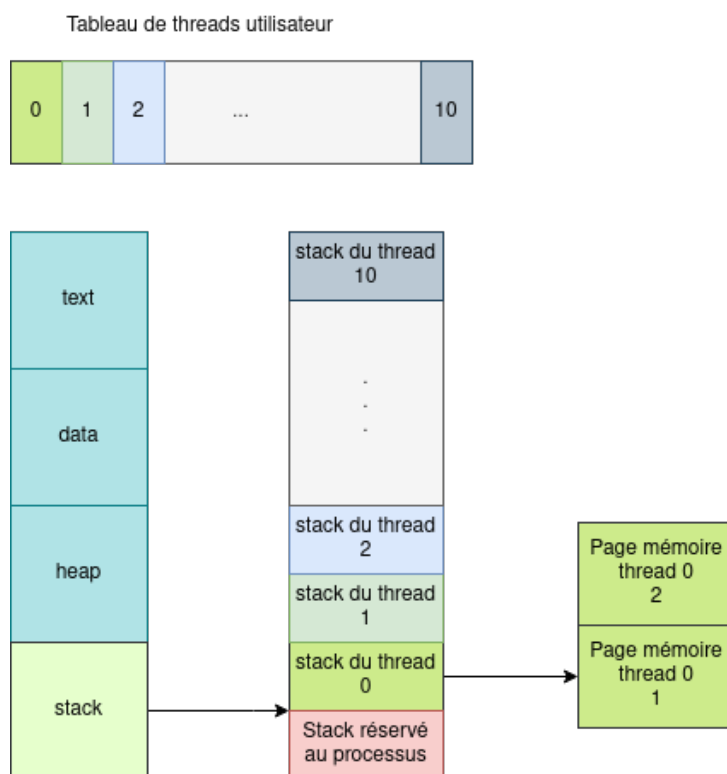 Tableau de threads utilisateur
0
1
2
...
10
text
data
heap
stack
stack du thread
10
.
.
.
stack du thread
2
stack du thread
1
stack du thread
0
Stack réservé
au processus
Page mémoire
thread 0
2
Page mémoire
thread 0
1